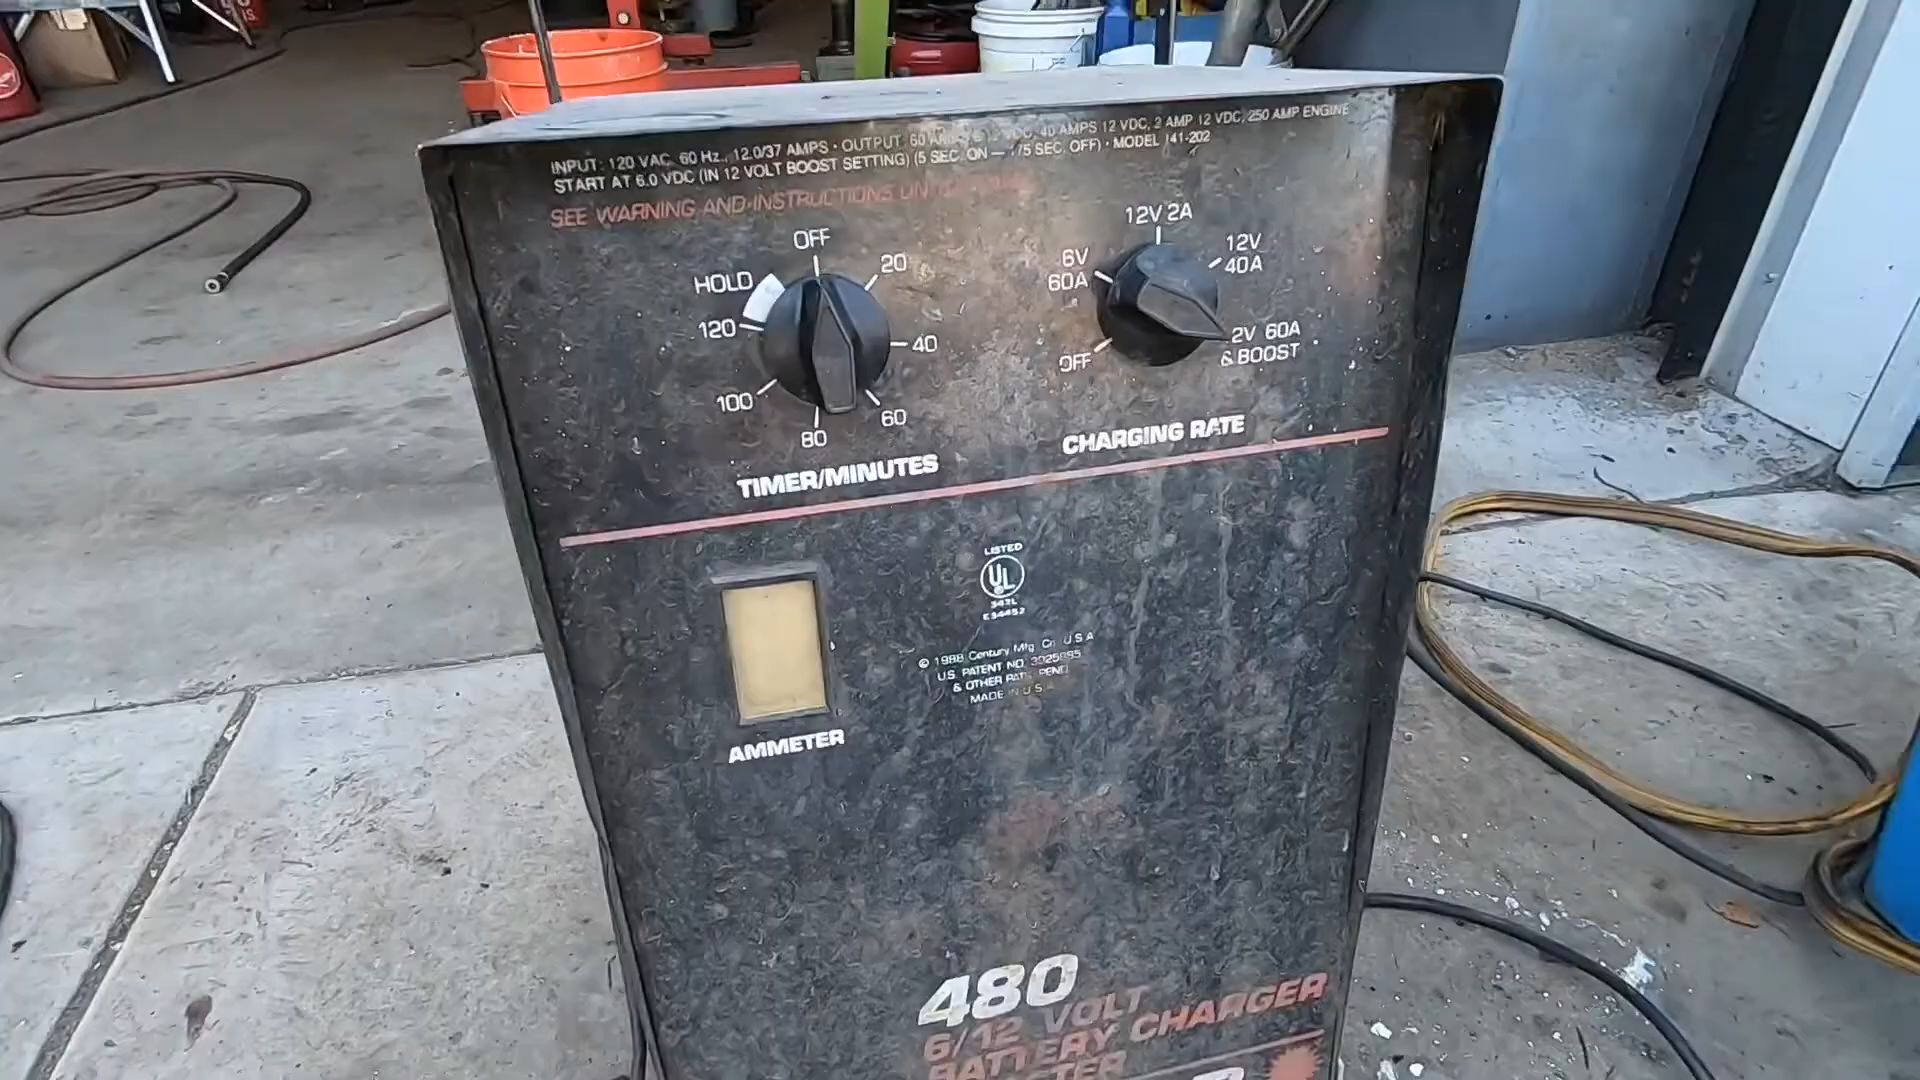 INPUT: 120 VAC, 60 Hz., 12.0/37 AMPS • OUTPUT: 60 VDC, 40 AMPS 12 VDC, 2 AMP 12 VDC, 250 AMP ENGINE
START AT 6.0 VDC (IN 12 VOLT BOOST SETTING) (5 SEC. ON — 175 SEC. OFF) • MODEL 141-202
SEE WARNING AND INSTRUCTIONS
OFF
20
40
60
80
100
120
HOLD
TIMER/MINUTES
OFF
6V
60A
12V 2A
12V
40A
2V 60A
& BOOST
CHARGING RATE
AMMETER
LISTED
UL
342L
E34452
© 1988 Century Mfg. Co. U.S.A
U.S. PATENT NO.
& OTHER PAT. PEND.
MADE IN U.S.A
480
6/12 VOLT
BATTERY CHARGER